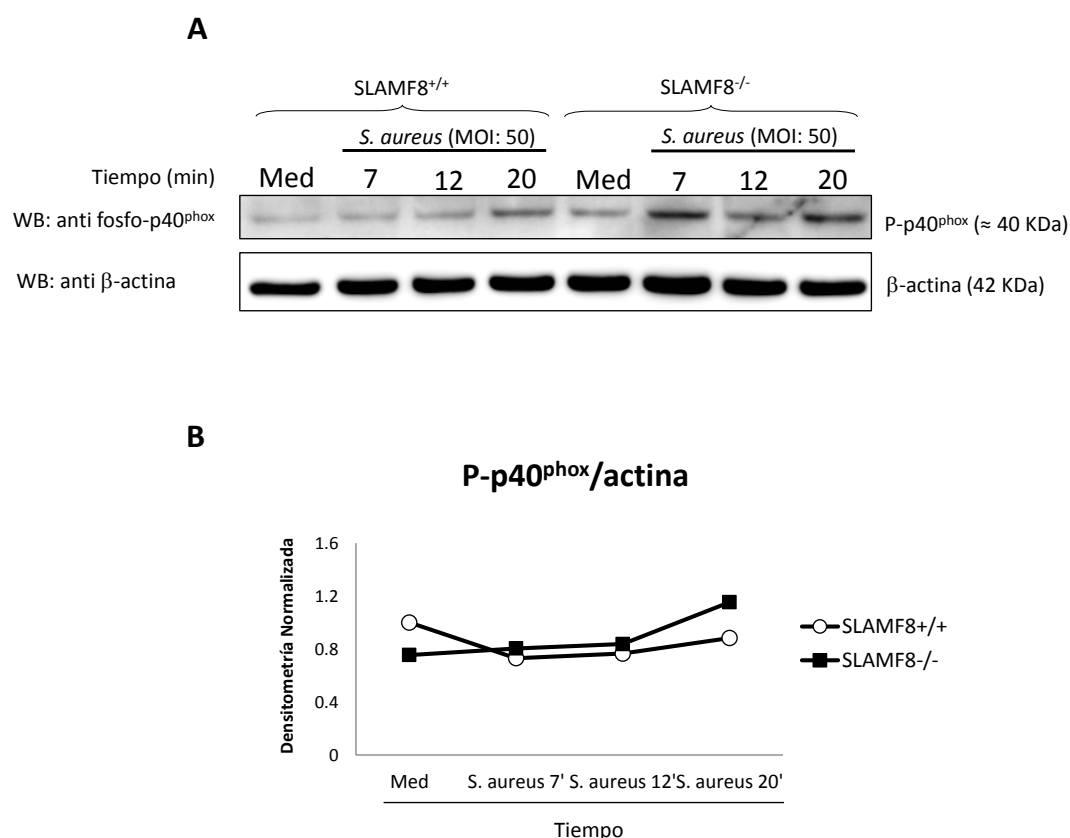 A
SLAMF8+/+ SLAMF8-/-
S. aureus (MOI: 50) S. aureus (MOI: 50)
Tiempo (min) Med 7 12 20 Med 7 12 20
WB: anti fosfo-p40phox P-p40phox (≈ 40 KDa)
WB: anti β-actina β-actina (42 KDa)
B
P-p40phox/actina
Densitometría Normalizada
1.6
1.2
0.8
0.4
0
SLAMF8+/+
SLAMF8-/-
Med S. aureus 7' S. aureus 12' S. aureus 20'
Tiempo